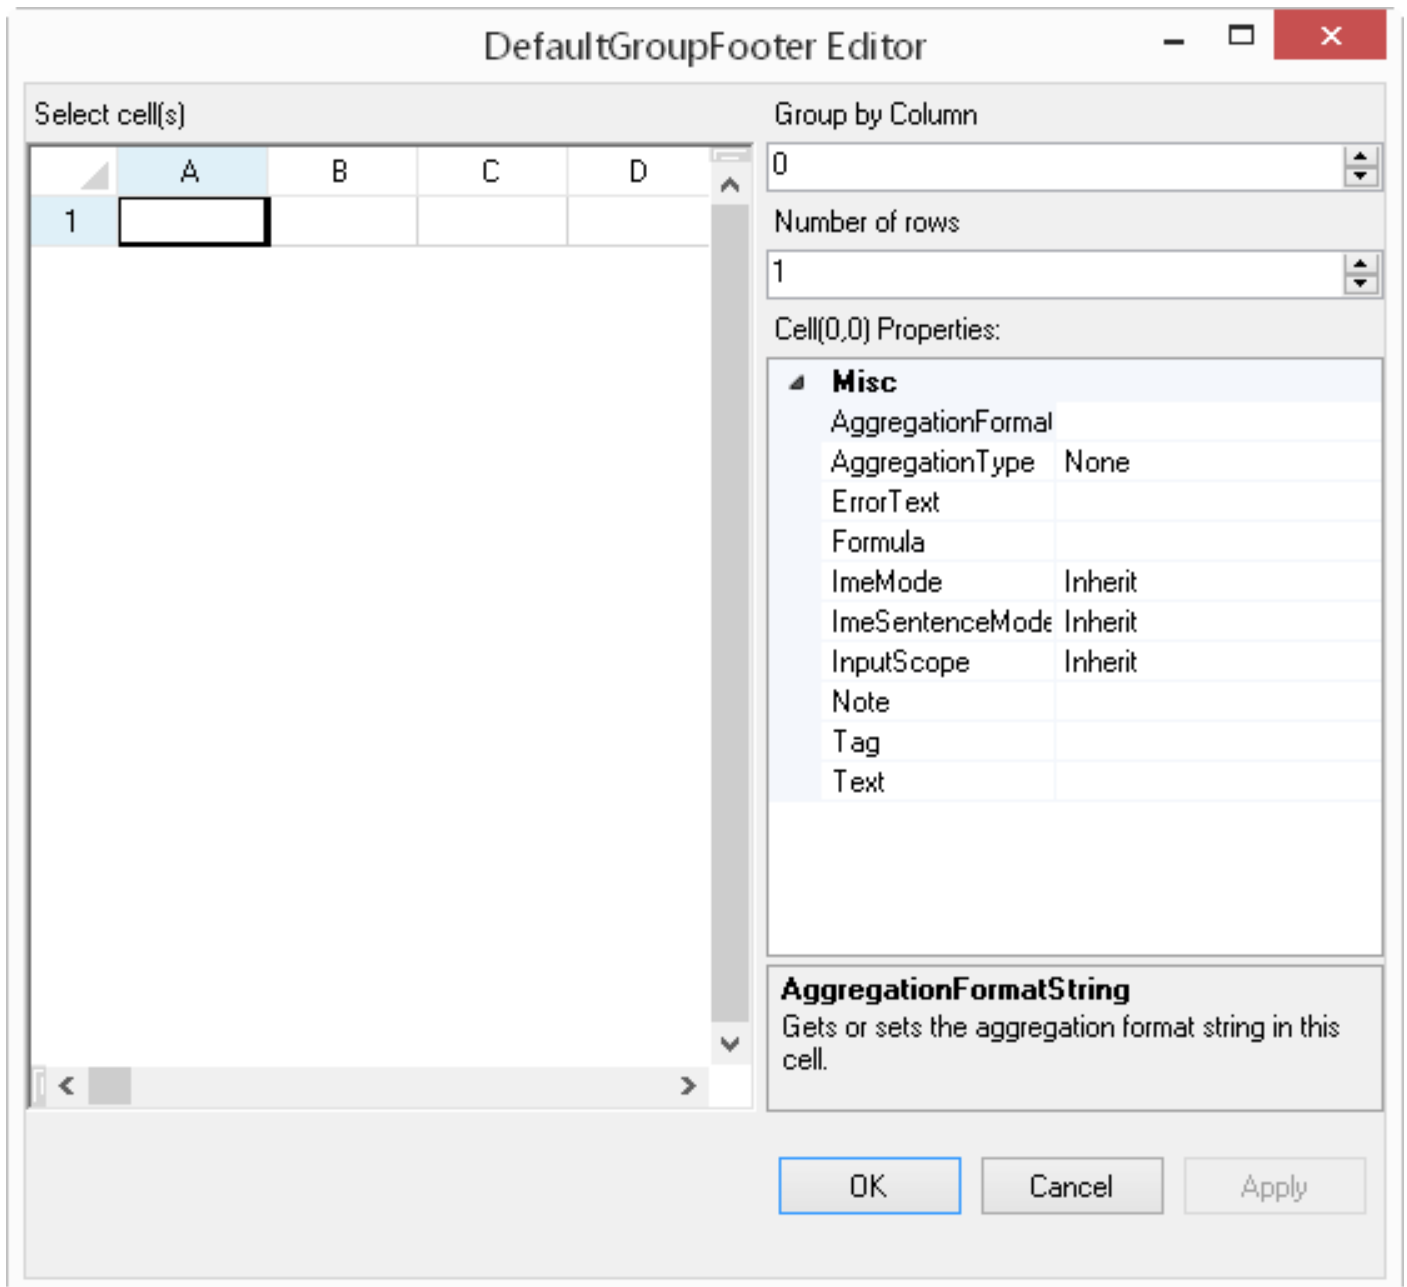 DefaultGroupFooter Editor
Select cell(s)
A B C D
1
Group by Column
0
Number of rows
1
Cell(0,0) Properties:
Misc
AggregationFormat
AggregationType None
ErrorText
Formula
ImeMode Inherit
ImeSentenceMode Inherit
InputScope Inherit
Note
Tag
Text
AggregationFormatString
Gets or sets the aggregation format string in this
cell.
OK Cancel Apply